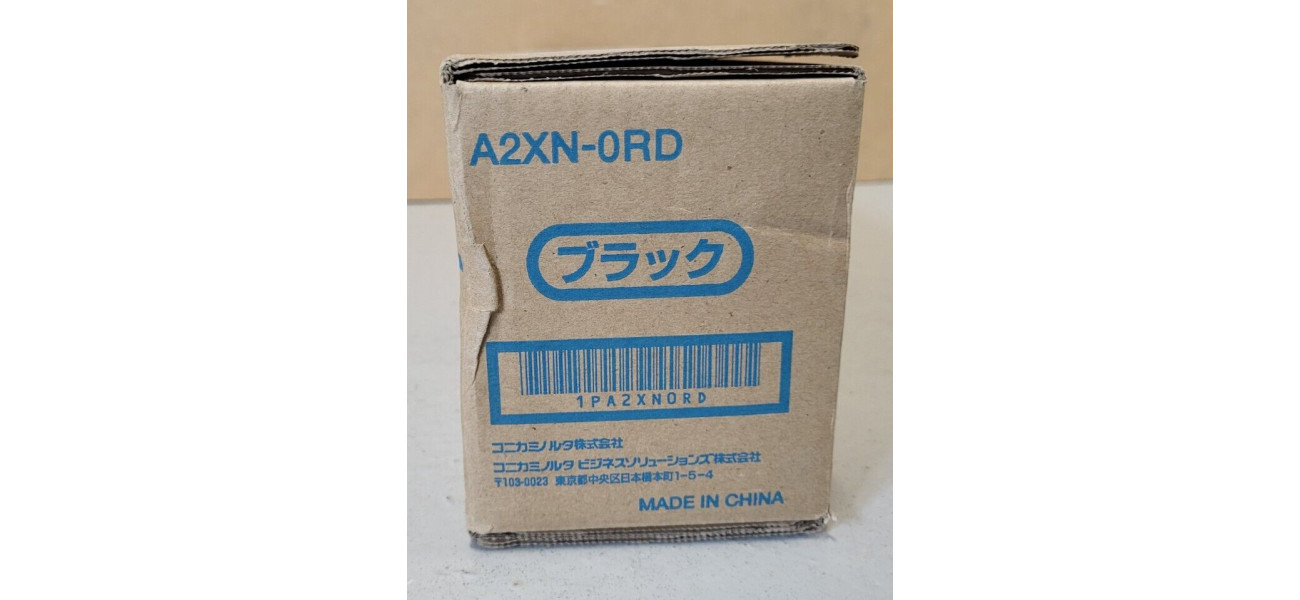 A2XN-0RD
ブラック
1PA2XN0RD
コニカミノルタ株式会社
コニカミノルタ ビジネスソリューションズ株式会社
〒103-0023 東京都中央区日本橋本町1-5-4
MADE IN CHINA